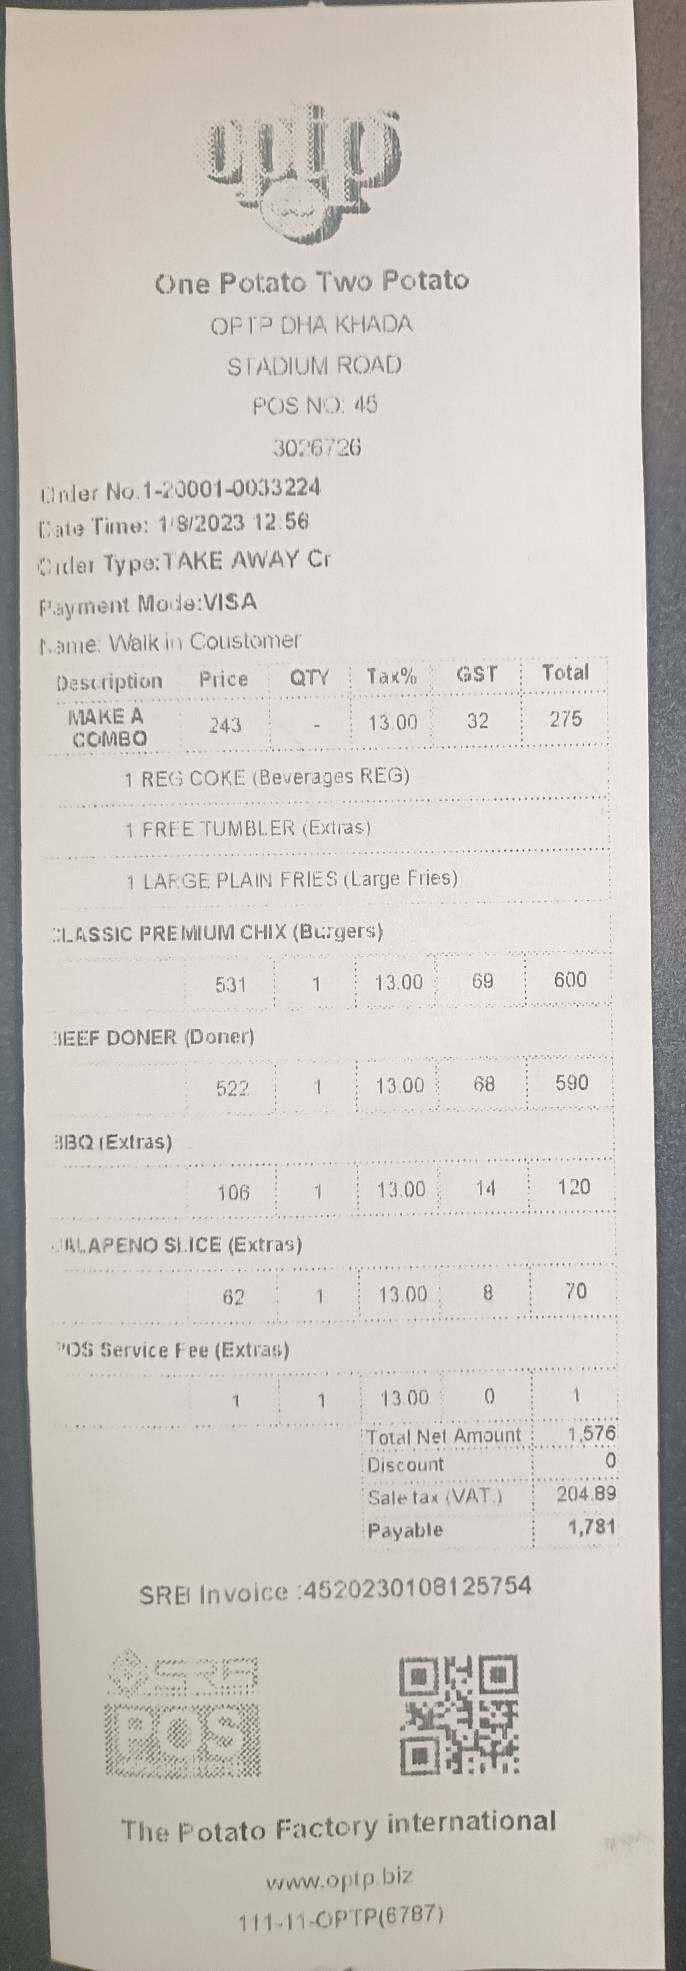 optp
One Potato Two Potato
OPTP DHA KHADA
STADIUM ROAD
POS NO: 45
3026726
Order No.1-20001-0033224
Date Time: 1/8/2023 12:56
Order Type:TAKE AWAY Cr
Payment Mode:VISA
Name: Walk in Coustomer
Description Price QTY Tax% GST Total
MAKE A COMBO 243 - 13.00 32 275
1 REG COKE (Beverages REG)
1 FREE TUMBLER (Extras)
1 LARGE PLAIN FRIES (Large Fries)
CLASSIC PREMIUM CHIX (Burgers)
531 1 13.00 69 600
BEEF DONER (Doner)
522 1 13.00 68 590
BBQ (Extras)
106 1 13.00 14 120
JALAPENO SLICE (Extras)
62 1 13.00 8 70
POS Service Fee (Extras)
1 1 13.00 0 1
Total Net Amount 1,576
Discount 0
Sale tax (VAT.) 204.89
Payable 1,781
SRB Invoice :4520230108125754
POS
The Potato Factory international
www.optp.biz
111-11-OPTP(6787)